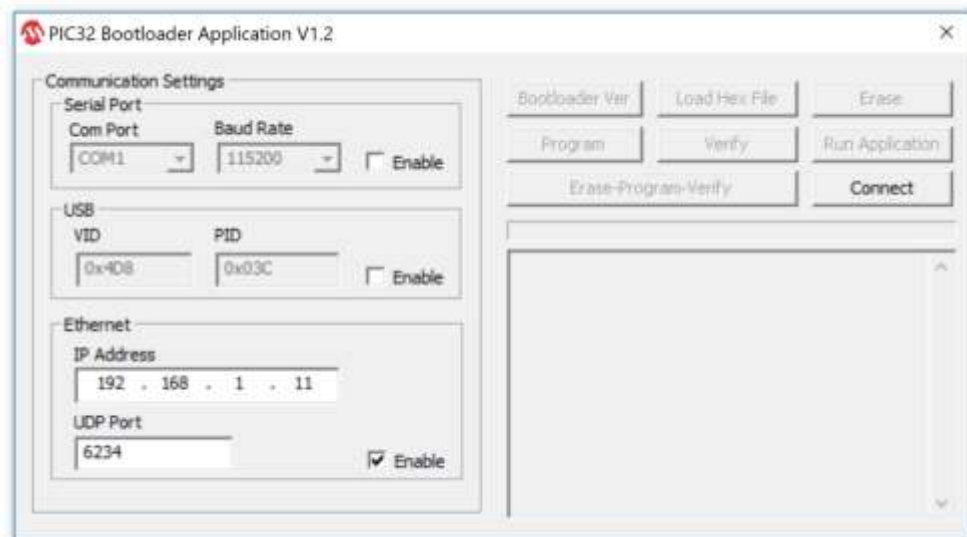 PIC32 Bootloader Application V1.2
Communication Settings
Serial Port
Com Port Baud Rate
COM1 115200 Enable
USB
VID PID
0x4D8 0x03C Enable
Ethernet
IP Address
192 . 168 . 1 . 11
UDP Port
6234 Enable
Bootloader Ver Load Hex File Erase
Program Verify Run Application
Erase-Program-Verify Connect